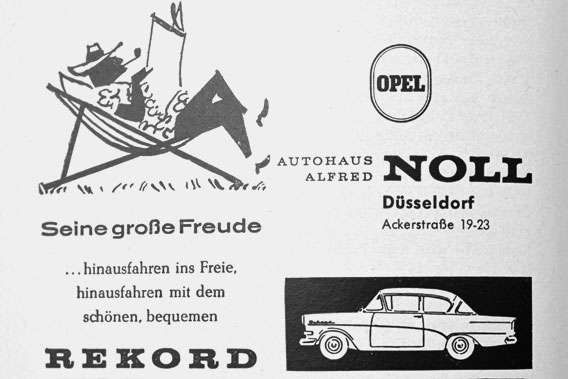 OPEL
AUTOHAUS
ALFRED NOLL
Düsseldorf
Ackerstraße 19-23
Seine große Freude
...hinausfahren ins Freie,
hinausfahren mit dem
schönen, bequemen
REKORD